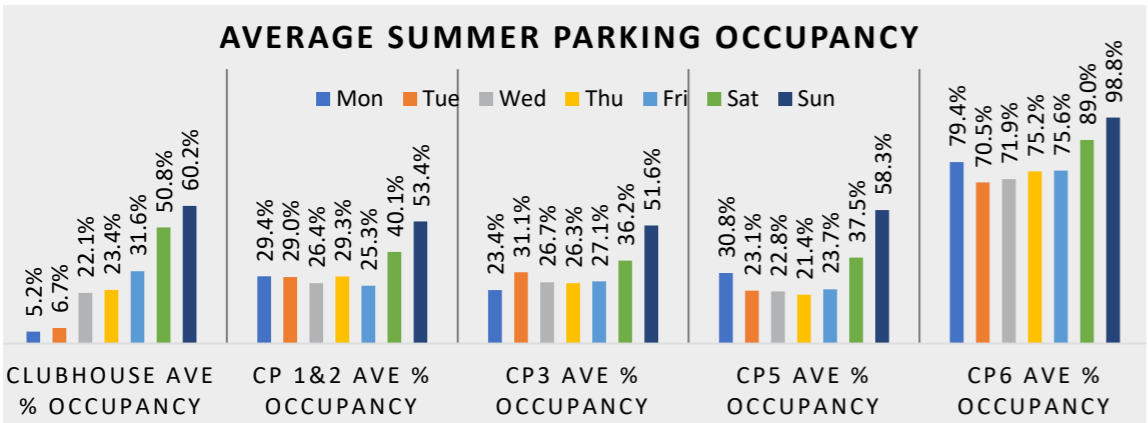 AVERAGE SUMMER PARKING OCCUPANCY
Mon Tue Wed Thu Fri Sat Sun
5.2%
6.7%
22.1%
23.4%
31.6%
50.8%
60.2%
29.4%
29.0%
26.4%
29.3%
25.3%
40.1%
53.4%
23.4%
31.1%
26.7%
26.3%
27.1%
36.2%
51.6%
30.8%
23.1%
22.8%
21.4%
23.7%
37.5%
58.3%
79.4%
70.5%
71.9%
75.2%
75.6%
89.0%
98.8%
CLUBHOUSE AVE
% OCCUPANCY
CP 1&2 AVE %
OCCUPANCY
CP3 AVE %
OCCUPANCY
CP5 AVE %
OCCUPANCY
CP6 AVE %
OCCUPANCY